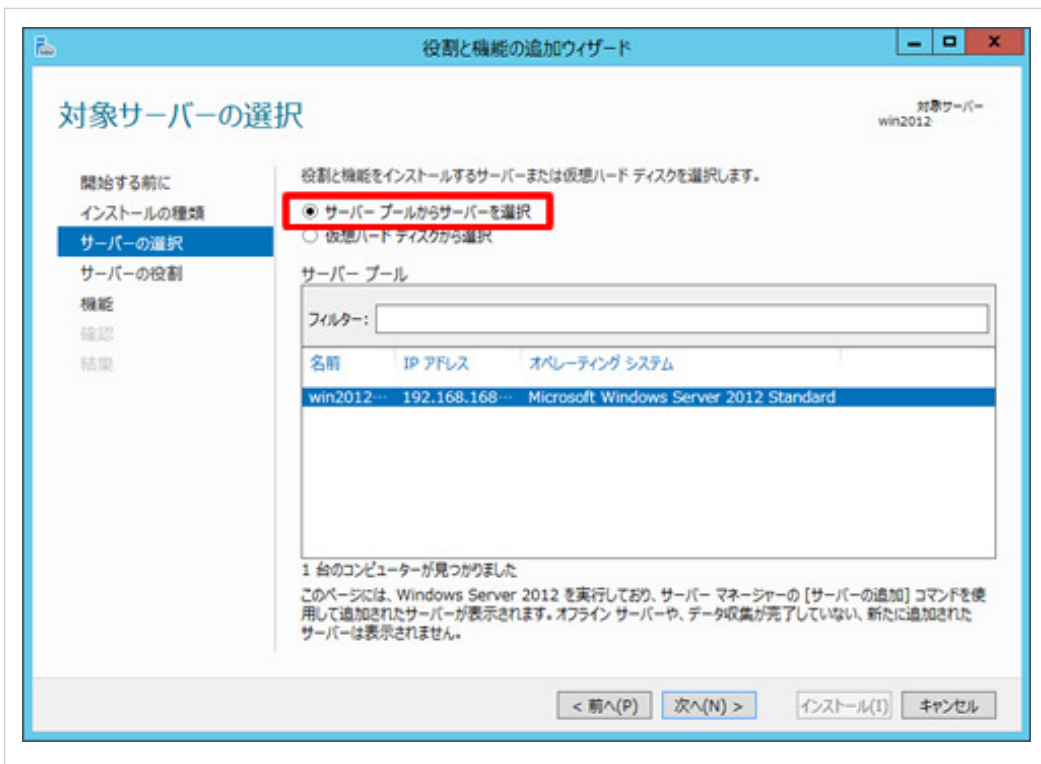 役割と機能の追加ウィザード
対象サーバーの選択
対象サーバー
win2012
開始する前に
インストールの種類
サーバーの選択
サーバーの役割
機能
確認
結果
役割と機能をインストールするサーバーまたは仮想ハード ディスクを選択します。
サーバー プールからサーバーを選択
仮想ハード ディスクから選択
サーバー プール
フィルター:
名前 IP アドレス オペレーティング システム
win2012… 192.168.168… Microsoft Windows Server 2012 Standard
1 台のコンピューターが見つかりました
このページには、Windows Server 2012 を実行しており、サーバー マネージャーの [サーバーの追加] コマンドを使
用して追加されたサーバーが表示されます。オフライン サーバーや、データ収集が完了していない、新たに追加された
サーバーは表示されません。
< 前へ(P) 次へ(N) > インストール(I) キャンセル